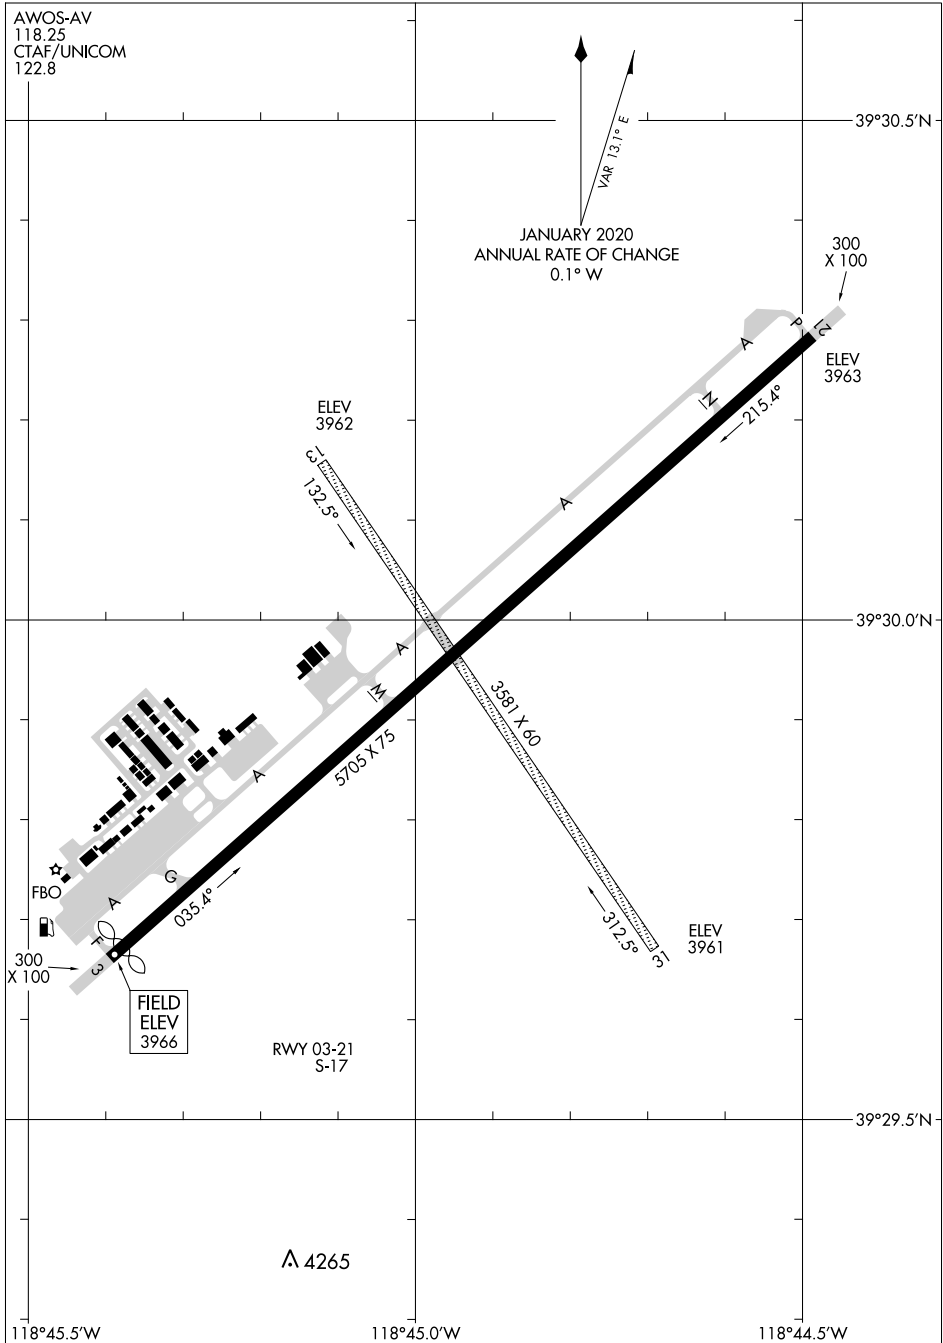 AWOS-AV
118.25
CTAF/UNICOM
122.8
VAR 13.1° E
39°30.5'N
JANUARY 2020
ANNUAL RATE OF CHANGE
0.1° W
300
X 100
P
21
A
ELEV
3963
N
215.4°
ELEV
3962
13
132.5°
A
39°30.0'N
A
M
3581 X 60
5705 X 75
A
G
FBO
A
035.4°
F
3
300
X 100
312.5°
31
ELEV
3961
FIELD
ELEV
3966
RWY 03-21
S-17
39°29.5'N
4265
118°45.5'W
118°45.0'W
118°44.5'W